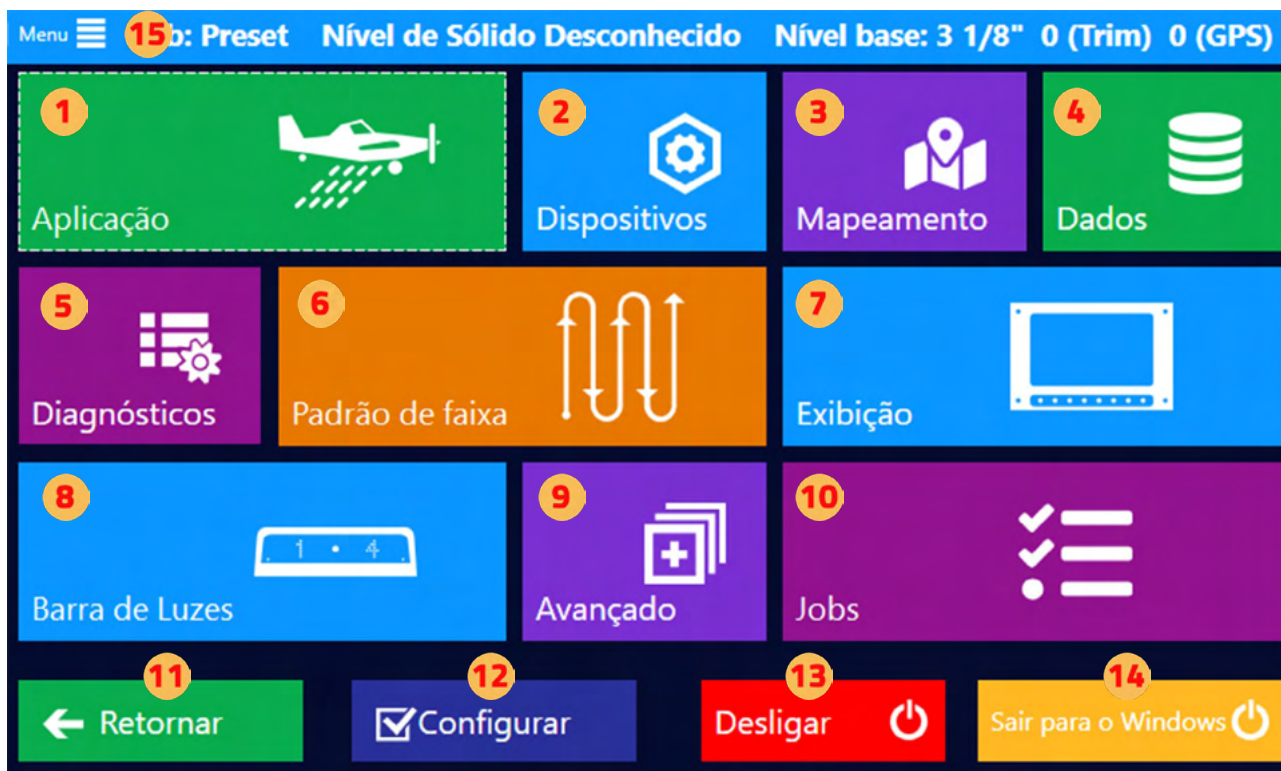 Menu 15 b: Preset Nível de Sólido Desconhecido Nível base: 3 1/8" 0 (Trim) 0 (GPS)
1 2 3 4
Aplicação Dispositivos Mapeamento Dados
5 6 7
Diagnósticos Padrão de faixa Exibição
8 9 10
1 • 4
Barra de Luzes Avançado Jobs
11 12 13 14
Retornar Configurar Desligar Sair para o Windows